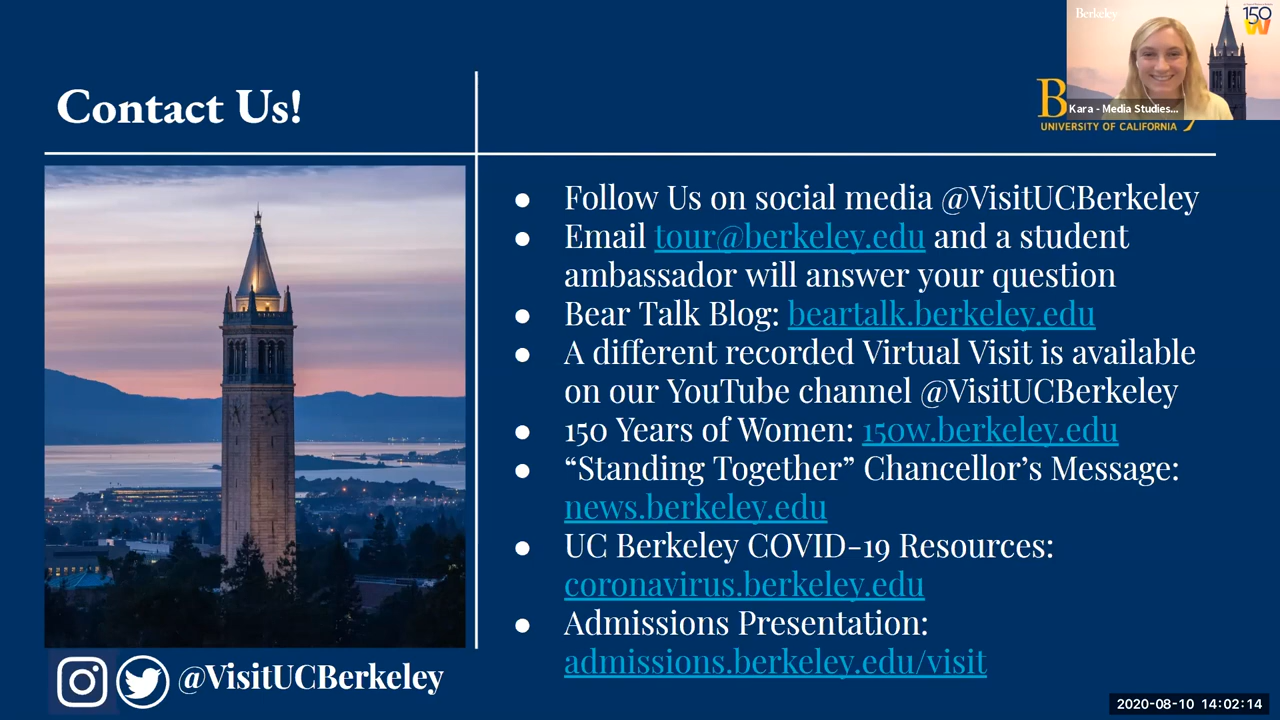 Berkeley
150
W
Contact Us!
B
Kara - Media Studies...
UNIVERSITY OF CALIFORNIA
● Follow Us on social media @VisitUCBerkeley
● Email tour@berkeley.edu and a student
ambassador will answer your question
● Bear Talk Blog: beartalk.berkeley.edu
● A different recorded Virtual Visit is available
on our YouTube channel @VisitUCBerkeley
● 150 Years of Women: 150w.berkeley.edu
● “Standing Together” Chancellor’s Message:
news.berkeley.edu
● UC Berkeley COVID-19 Resources:
coronavirus.berkeley.edu
● Admissions Presentation:
admissions.berkeley.edu/visit
@VisitUCBerkeley
2020-08-10 14:02:14